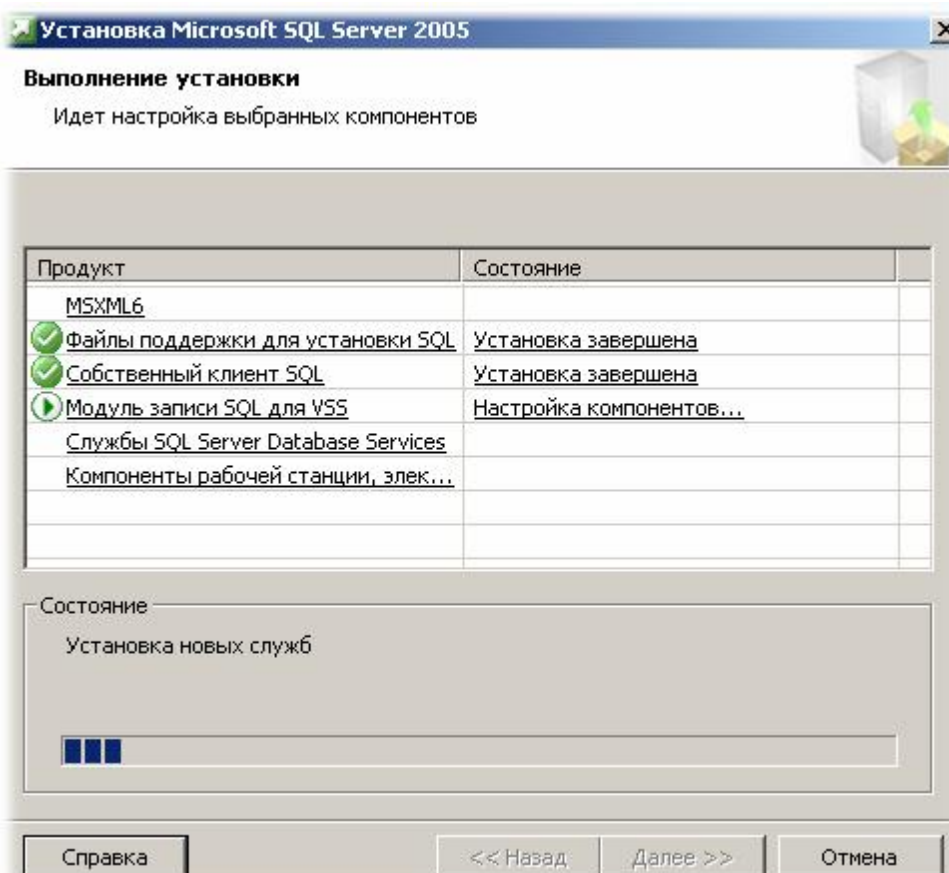 Установка Microsoft SQL Server 2005
Выполнение установки
Идет настройка выбранных компонентов
Продукт Состояние
MSXML6
Файлы поддержки для установки SQL Установка завершена
Собственный клиент SQL Установка завершена
Модуль записи SQL для VSS Настройка компонентов...
Службы SQL Server Database Services
Компоненты рабочей станции, элек...
Состояние
Установка новых служб
Справка << Назад Далее >> Отмена